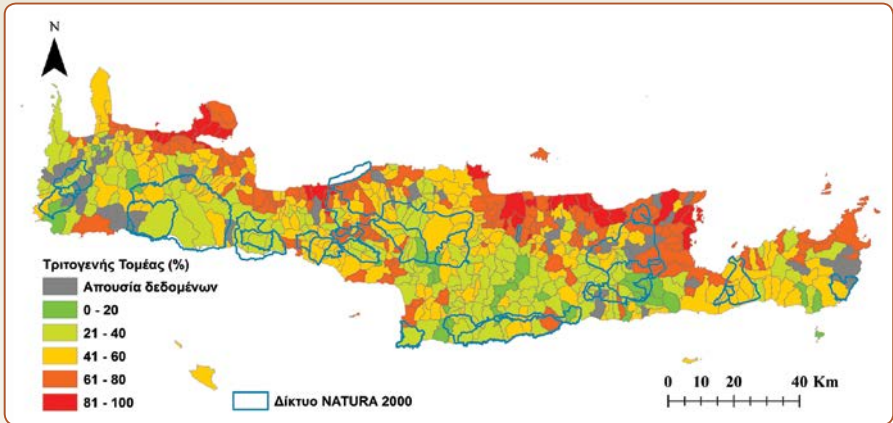 N
Τριτογενής Τομέας (%)
Απουσία δεδομένων
0 - 20
21 - 40
41 - 60
61 - 80
81 - 100
Δίκτυο NATURA 2000
0 10 20 40 Km